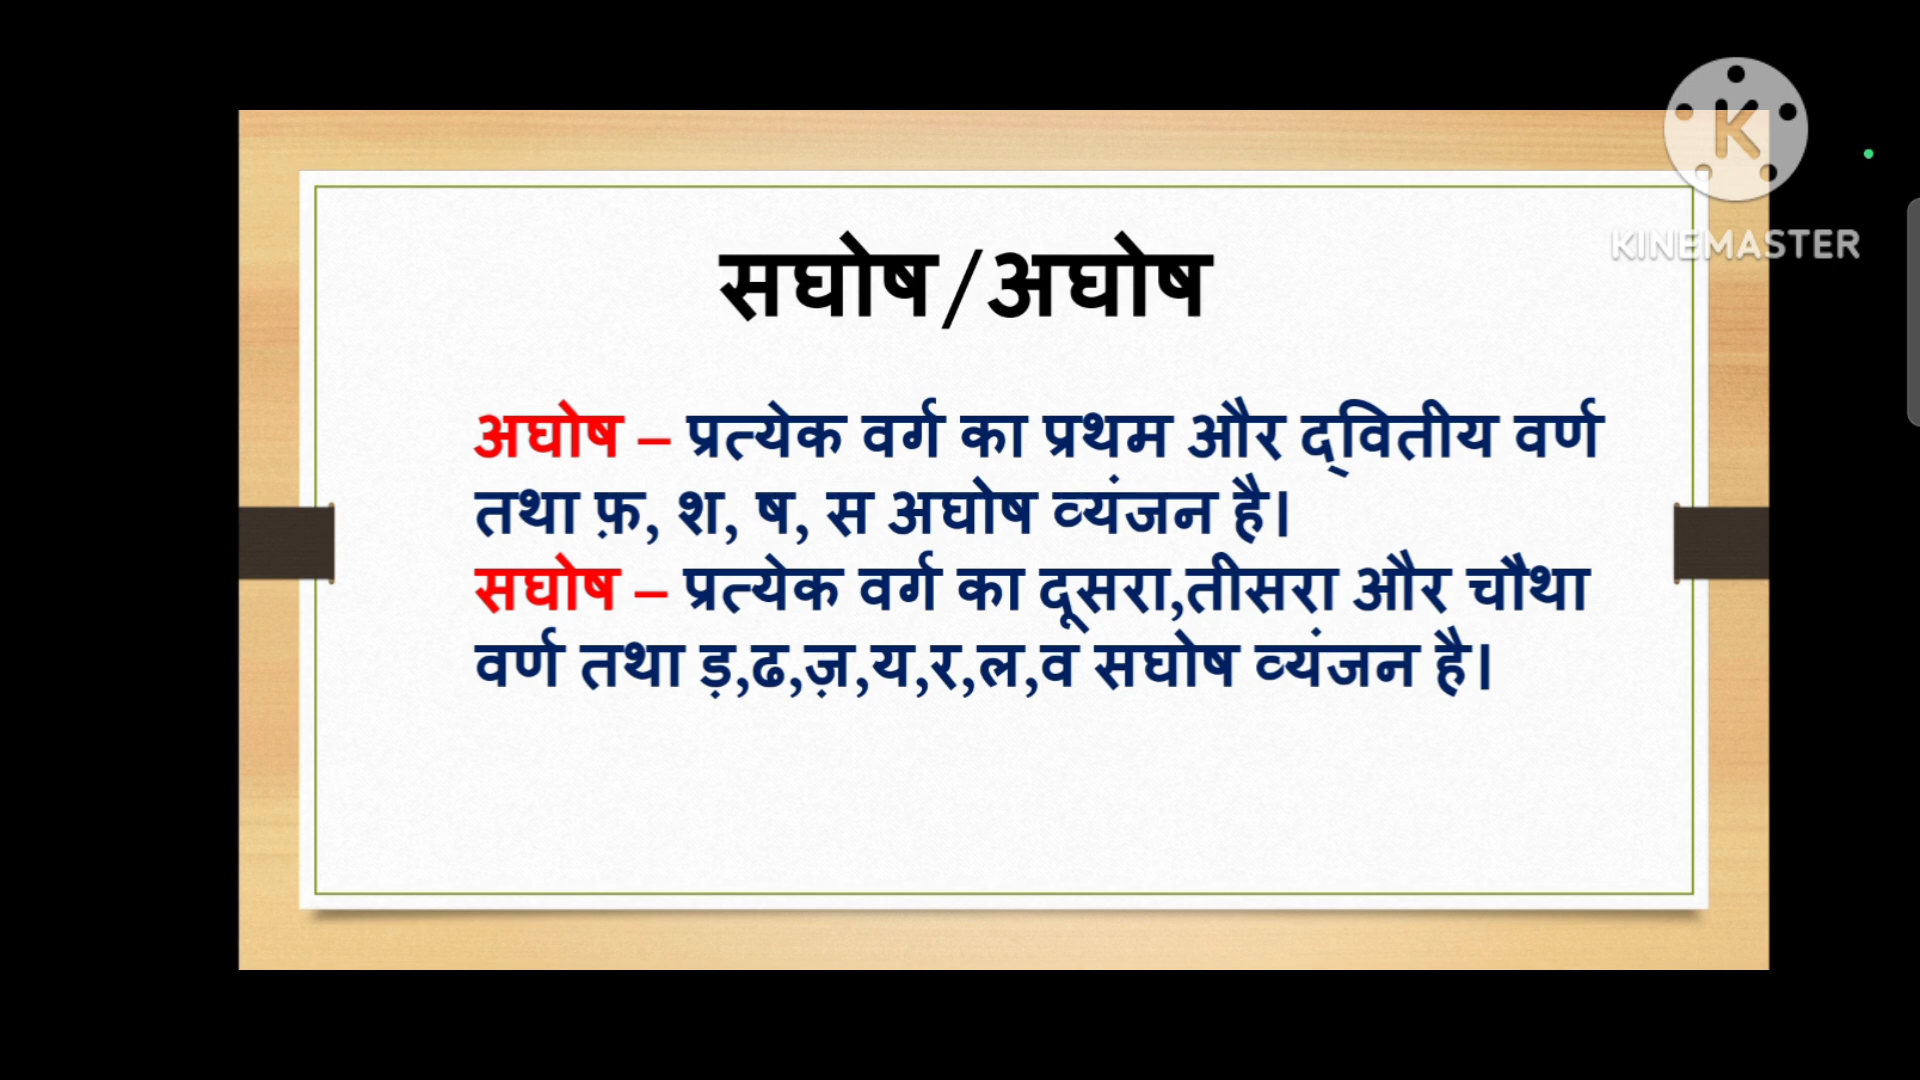 KINEMASTER
सघोष/अघोष
अघोष – प्रत्येक वर्ग का प्रथम और द्‌वितीय वर्ण
तथा फ़, श, ष, स अघोष व्यंजन है।
सघोष – प्रत्येक वर्ग का दूसरा,तीसरा और चौथा
वर्ण तथा ड़,ढ,ज़,य,र,ल,व सघोष व्यंजन है।